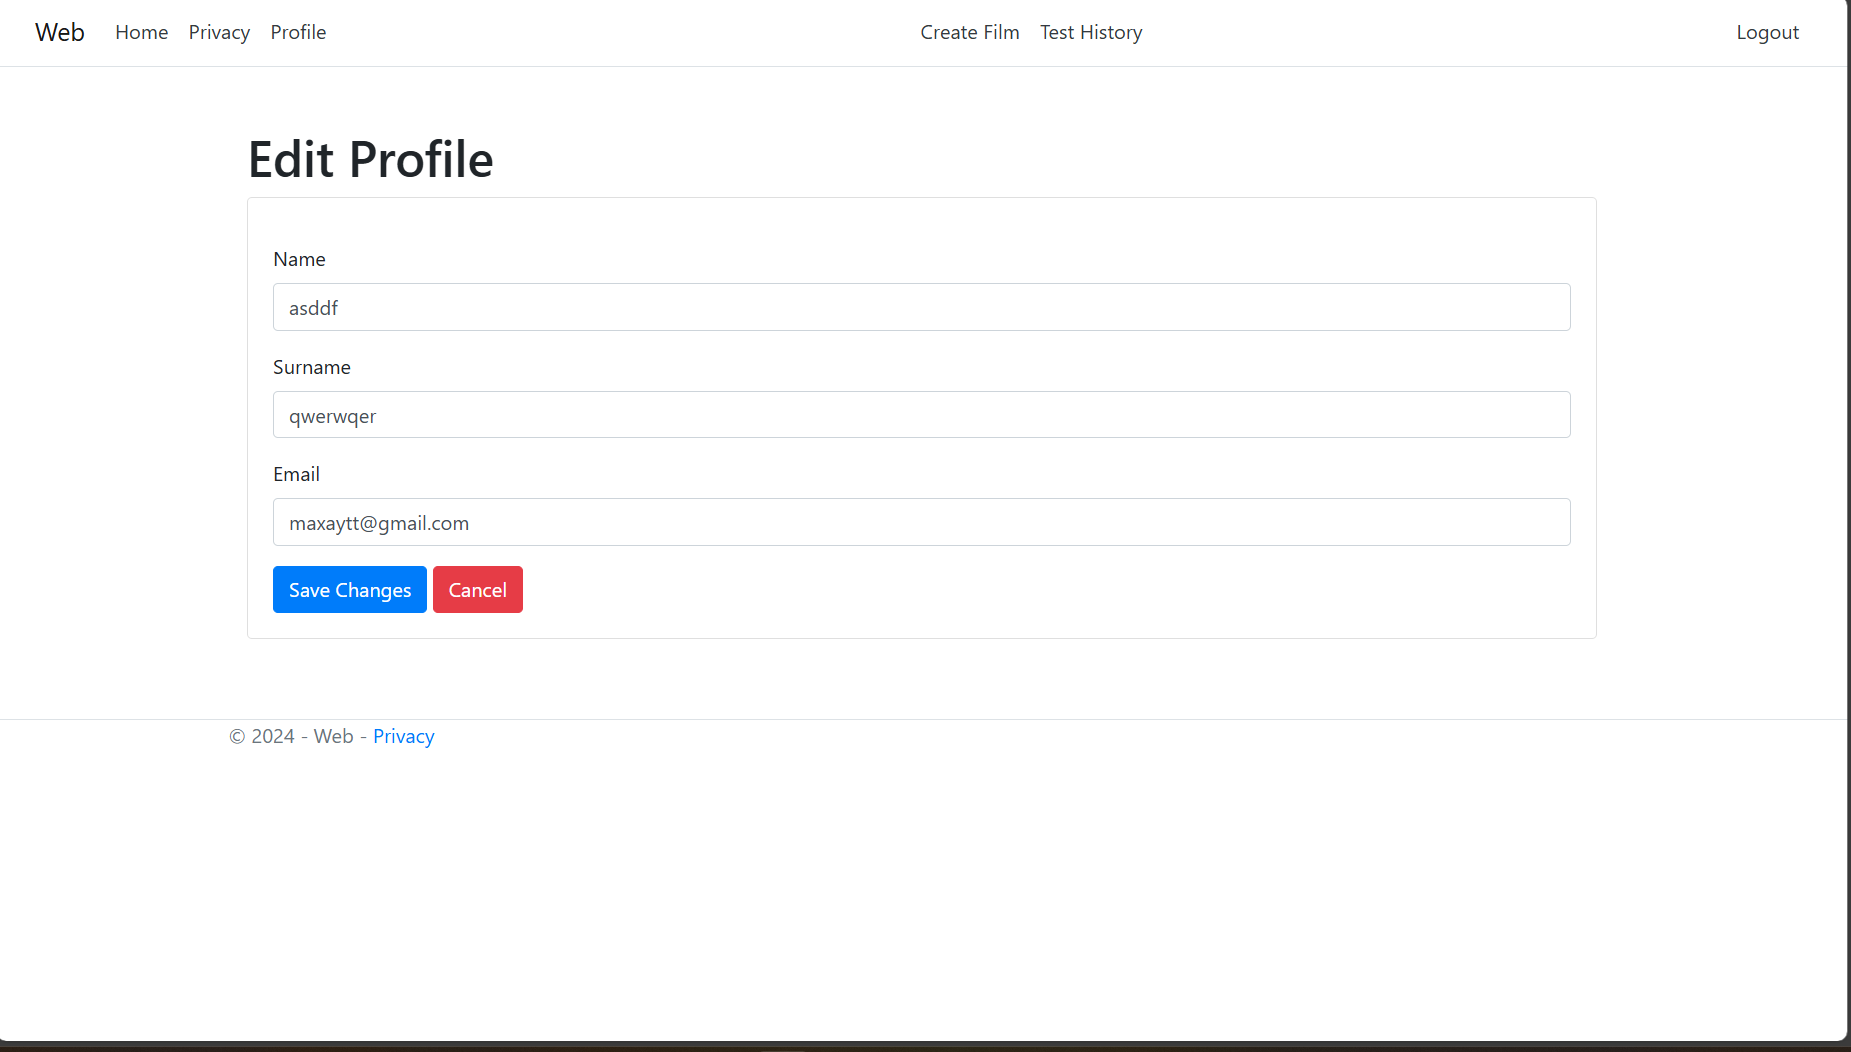 Web Home Privacy Profile Create Film Test History Logout
Edit Profile
Name
asddf
Surname
qwerwqer
Email
maxaytt@gmail.com
Save Changes Cancel
© 2024 - Web - Privacy